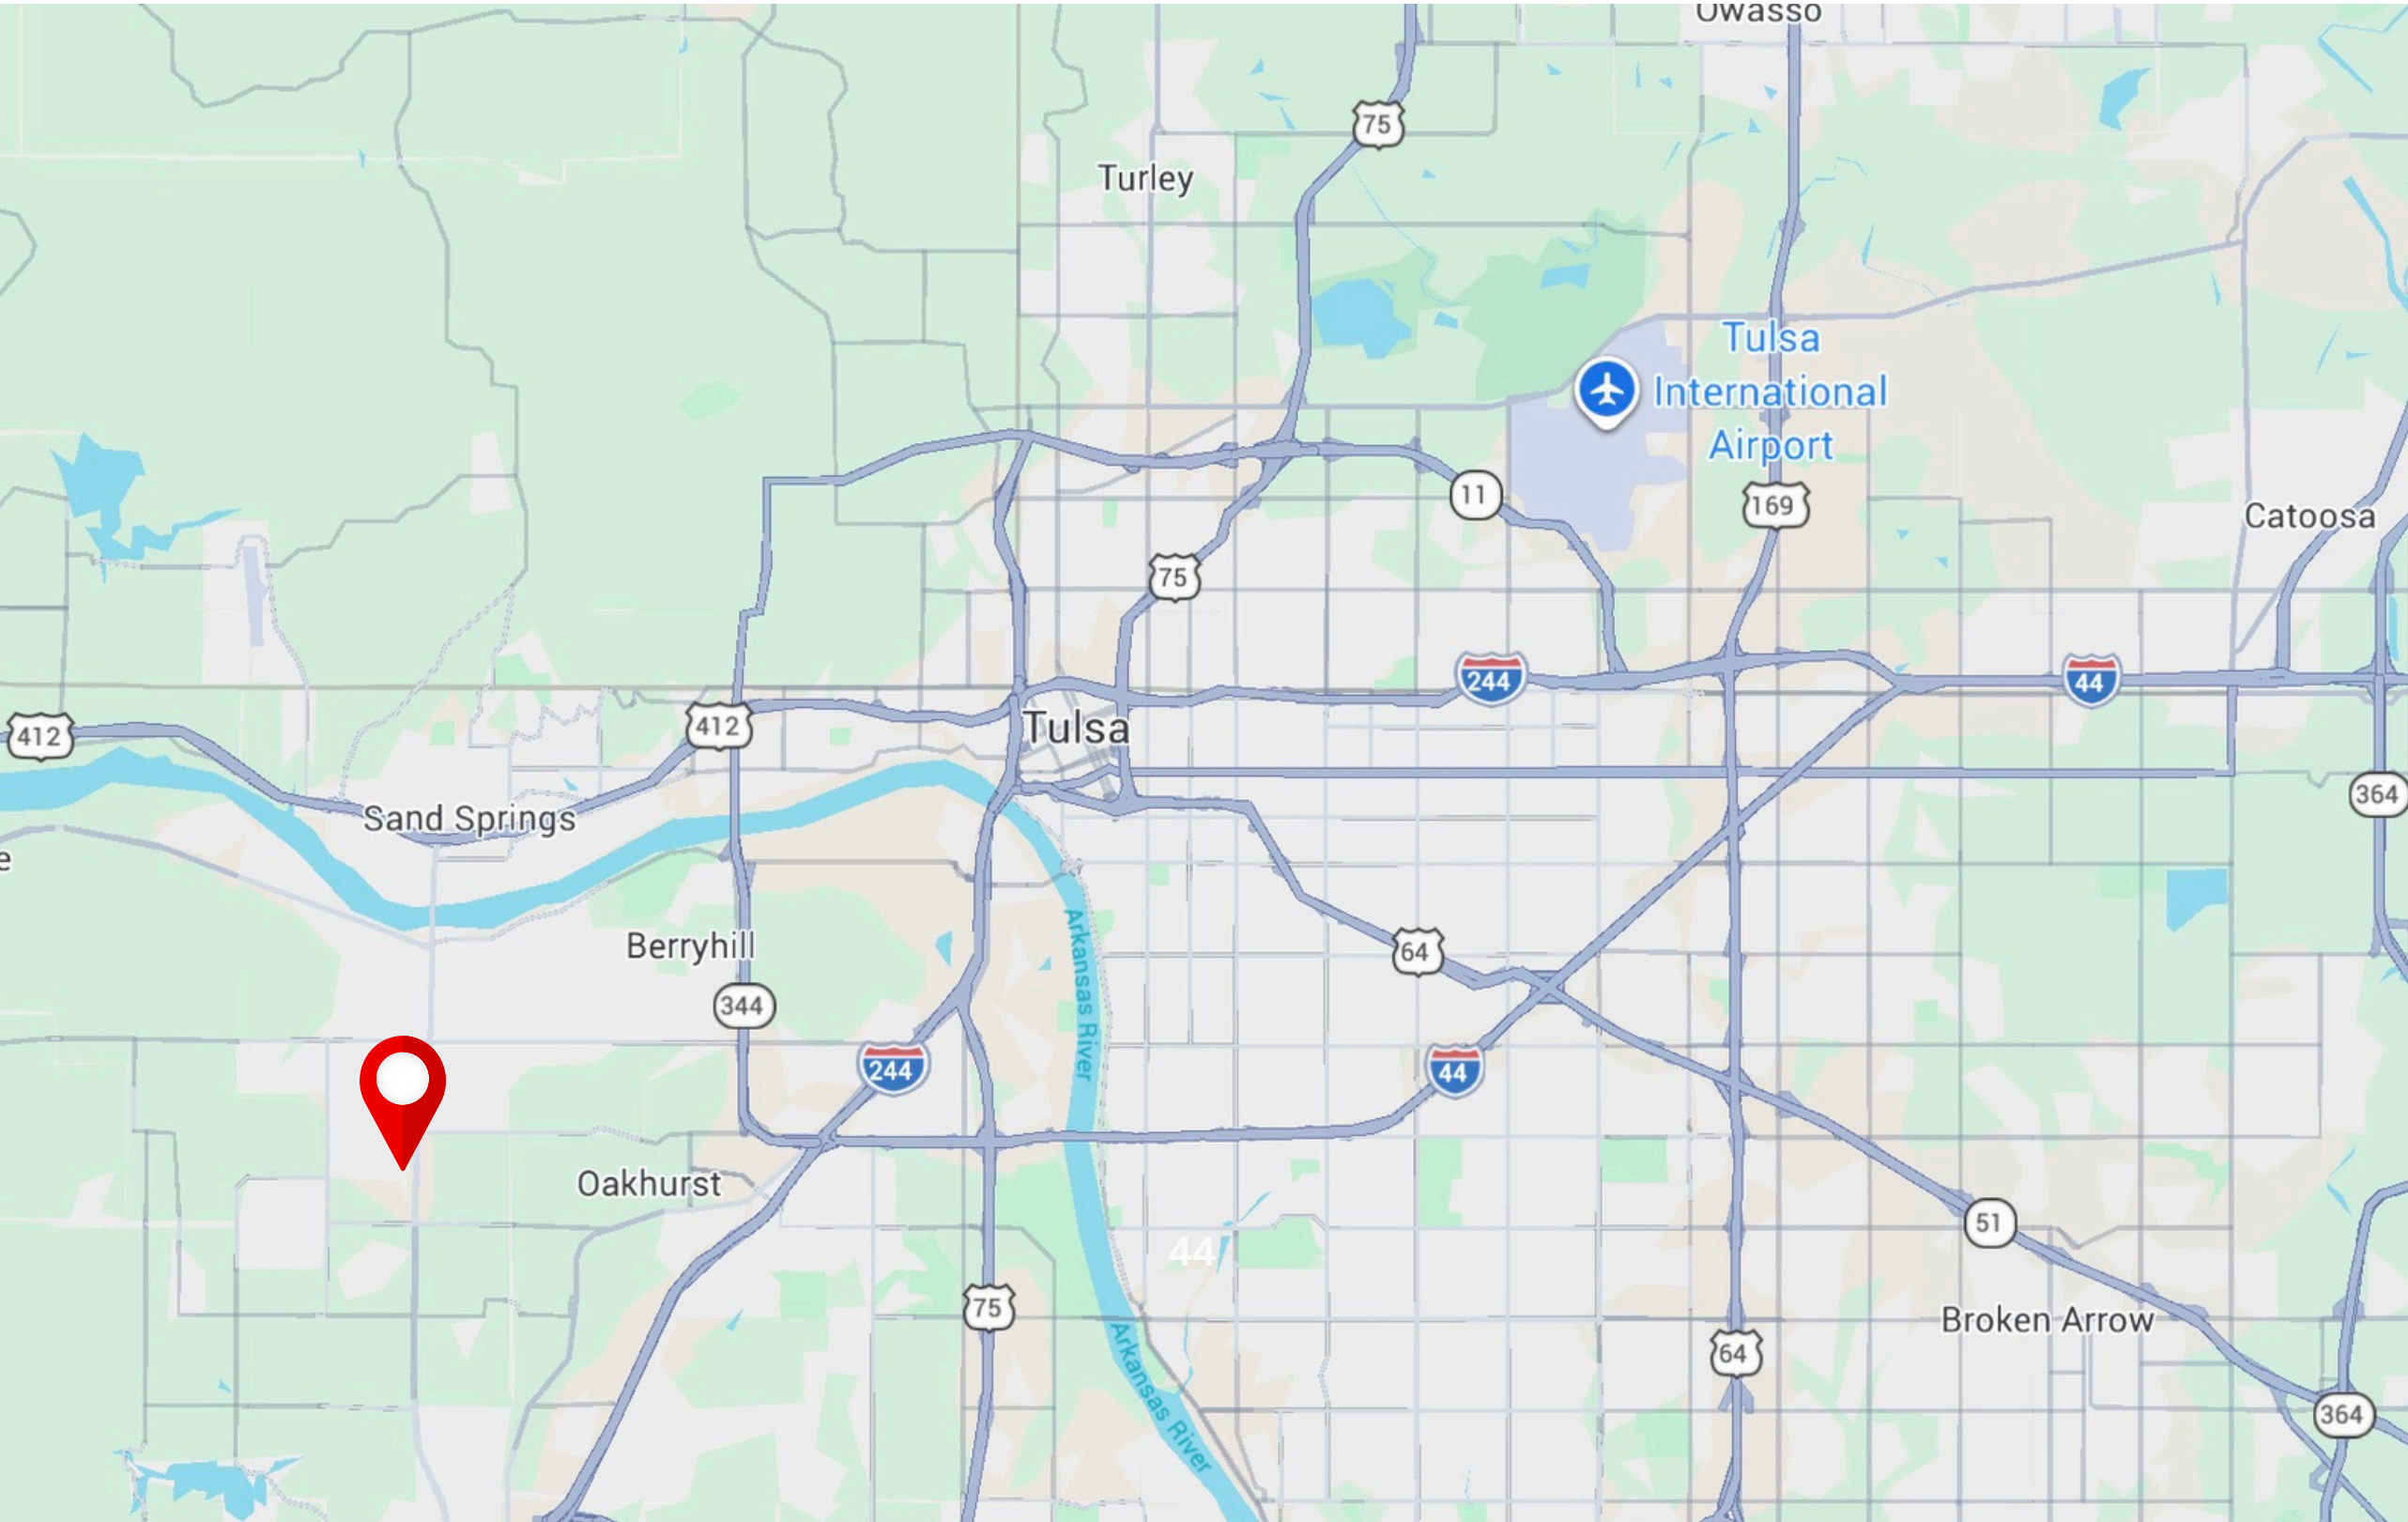 Owasso
75
Turley
Tulsa
International
Airport
11
169
Catoosa
75
244
44
412
412
Tulsa
364
Sand Springs
e
Arkansas River
Berryhill
64
344
244
44
Oakhurst
51
44
75
Broken Arrow
64
Arkansas River
364